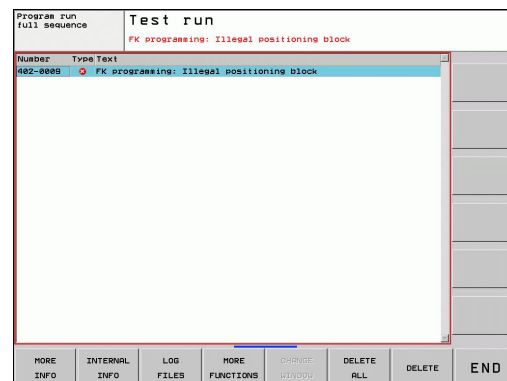 Program run
full sequence
Test run
FK programming: Illegal positioning block
Number Type Text
402-0009 FK programming: Illegal positioning block
MORE INFO
INTERNAL INFO
LOG FILES
MORE FUNCTIONS
CHANGE WINDOW
DELETE ALL
DELETE
END